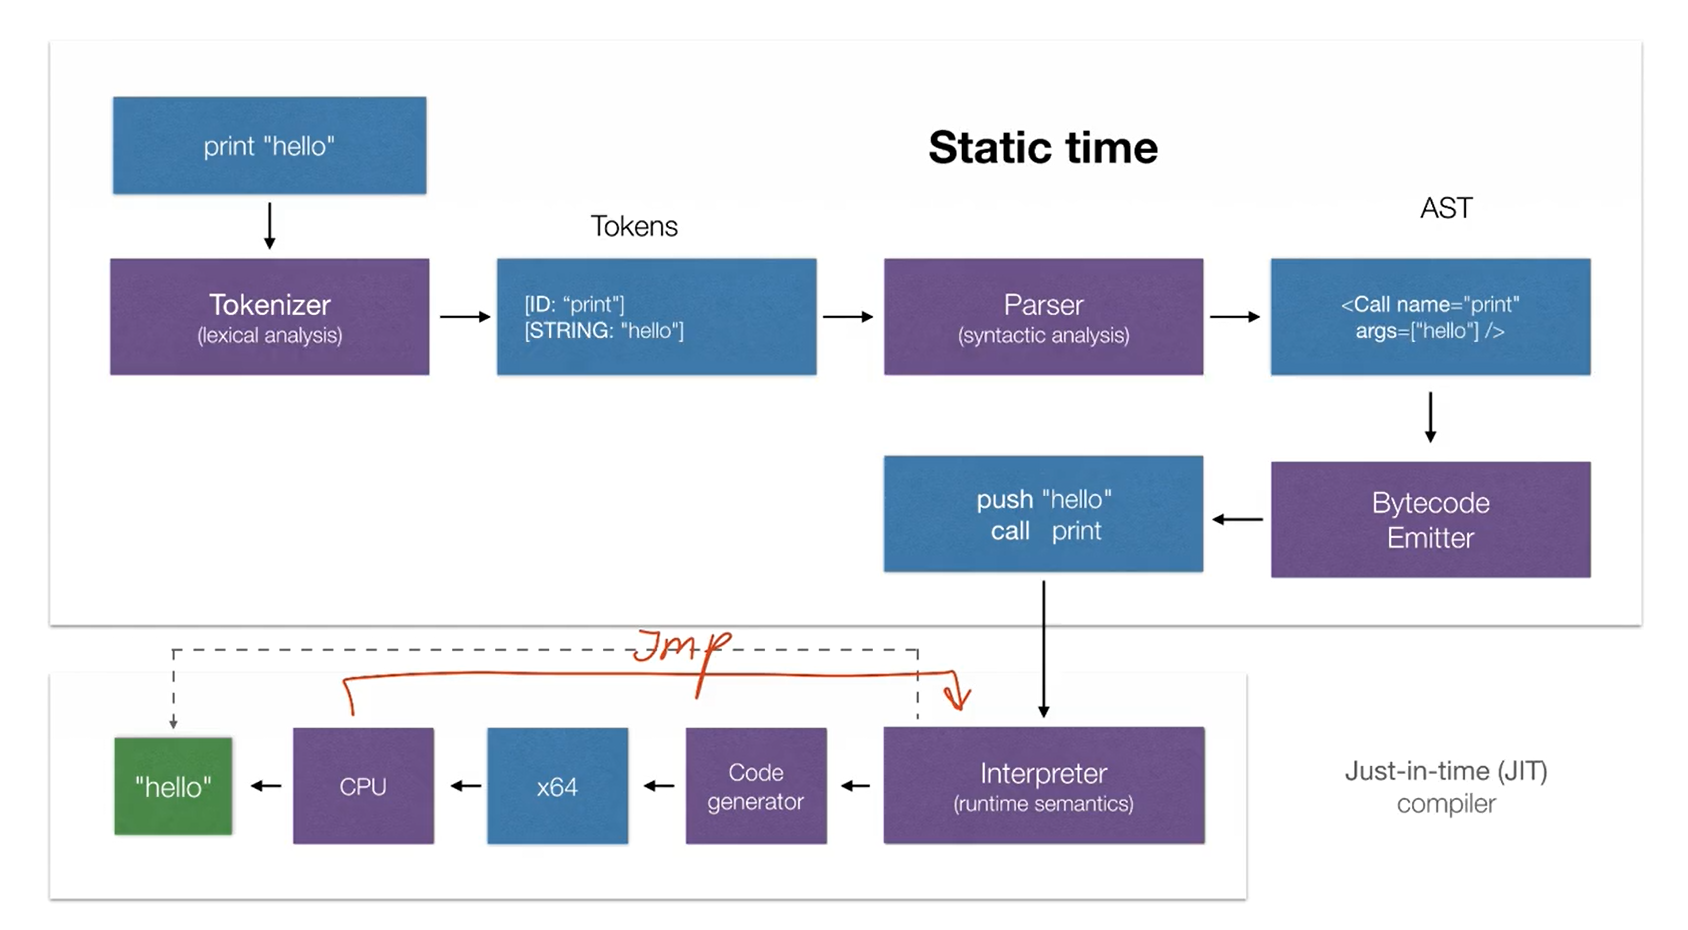 print "hello"
Static time
Tokens
AST
Tokenizer
(lexical analysis)
[ID: “print"]
[STRING: "hello"]
Parser
(syntactic analysis)
<Call name="print"
args=["hello"] />
push "hello"
call print
Bytecode
Emitter
Jmp
"hello"
CPU
x64
Code
generator
Interpreter
(runtime semantics)
Just-in-time (JIT)
compiler